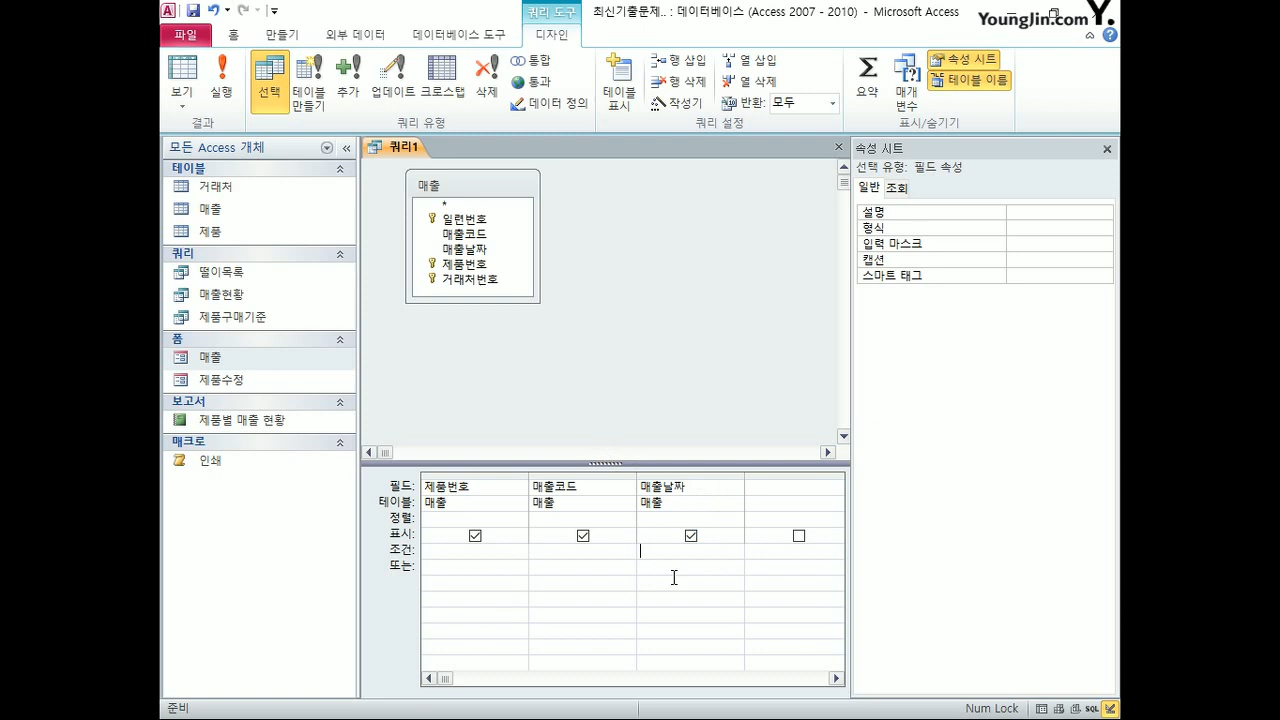 최신기출문제.. : 데이터베이스 (Access 2007 - 2010) - Microsoft Access
쿼리 도구
YoungJin.com Y.
파일 홈 만들기 외부 데이터 데이터베이스 도구 디자인
보기 실행 선택 테이블 만들기 추가 업데이트 크로스탭 삭제
통합
통과
데이터 정의
테이블 표시
행 삽입
행 삭제
작성기
열 삽입
열 삭제
반환: 모두
요약 매개 변수
속성 시트
테이블 이름
결과 쿼리 유형 쿼리 설정 표시/숨기기
모든 Access 개체
테이블
거래처
매출
제품
쿼리
떨이목록
매출현황
제품구매기준
폼
매출
제품수정
보고서
제품별 매출 현황
매크로
인쇄
쿼리1
매출
*
일련번호
매출코드
매출날짜
제품번호
거래처번호
필드: 제품번호 매출코드 매출날짜
테이블: 매출 매출 매출
정렬:
표시:
조건:
또는:
속성 시트
선택 유형: 필드 속성
일반 조회
설명
형식
입력 마스크
캡션
스마트 태그
준비
Num Lock
SQL